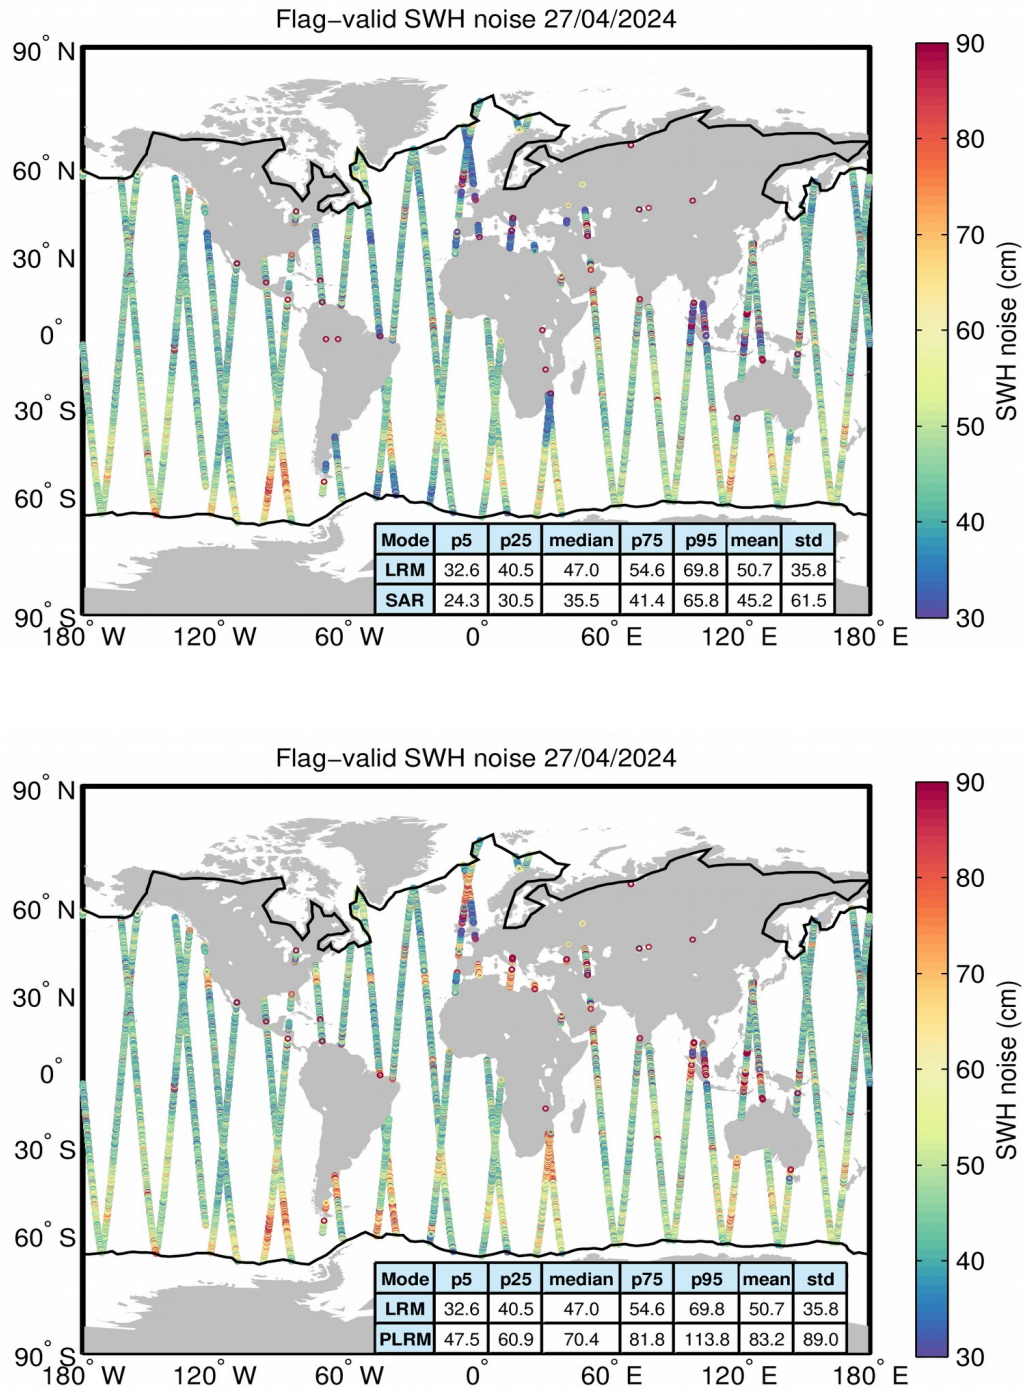 Flag−valid SWH noise 27/04/2024
90° N
60° N
30° N
0°
30° S
60° S
90° S
180° W 120° W 60° W 0° 60° E 120° E 180° E
90
80
70
60
50
40
30
SWH noise (cm)
Mode p5 p25 median p75 p95 mean std
LRM 32.6 40.5 47.0 54.6 69.8 50.7 35.8
SAR 24.3 30.5 35.5 41.4 65.8 45.2 61.5
Flag−valid SWH noise 27/04/2024
90° N
60° N
30° N
0°
30° S
60° S
90° S
180° W 120° W 60° W 0° 60° E 120° E 180° E
90
80
70
60
50
40
30
SWH noise (cm)
Mode p5 p25 median p75 p95 mean std
LRM 32.6 40.5 47.0 54.6 69.8 50.7 35.8
PLRM 47.5 60.9 70.4 81.8 113.8 83.2 89.0